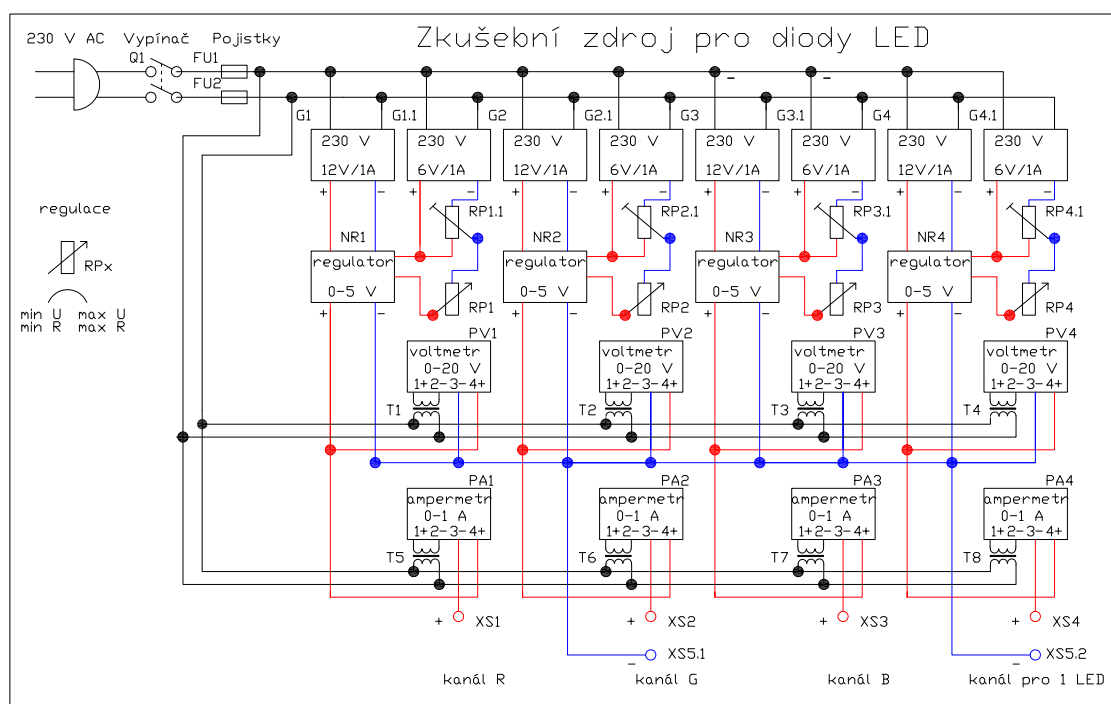 Zkušební zdroj pro diody LED
230 V AC Vypínač Pojistky
Q1 FU1
FU2
G1 G1.1 G2 G2.1 G3 G3.1 G4 G4.1
230 V 230 V 230 V 230 V 230 V 230 V 230 V 230 V
12V/1A 6V/1A 12V/1A 6V/1A 12V/1A 6V/1A 12V/1A 6V/1A
+ − + − + − + − + − + − + − + −
regulace
RP1.1 RP2.1 RP3.1 RP4.1
NR1 NR2 NR3 NR4
RPx
regulator regulator regulator regulator
0-5 V 0-5 V 0-5 V 0-5 V
RP1 RP2 RP3 RP4
+ − + − + − + −
min U max U
min R max R
PV1 PV2 PV3 PV4
voltmetr voltmetr voltmetr voltmetr
0-20 V 0-20 V 0-20 V 0-20 V
1+2-3-4+ 1+2-3-4+ 1+2-3-4+ 1+2-3-4+
T1 T2 T3 T4
PA1 PA2 PA3 PA4
ampermetr ampermetr ampermetr ampermetr
0-1 A 0-1 A 0-1 A 0-1 A
1+2-3-4+ 1+2-3-4+ 1+2-3-4+ 1+2-3-4+
T5 T6 T7 T8
+ XS1 + XS2 + XS3 + XS4
− XS5.1 − XS5.2
kanál R kanál G kanál B kanál pro 1 LED